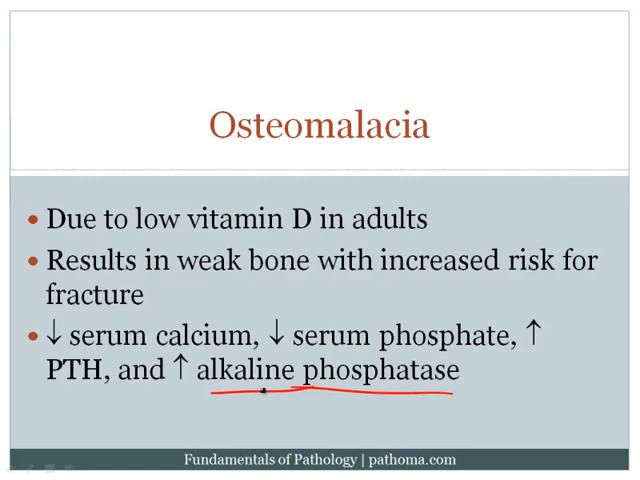 Osteomalacia
• Due to low vitamin D in adults
• Results in weak bone with increased risk for
fracture
• ↓ serum calcium, ↓ serum phosphate, ↑
PTH, and ↑ alkaline phosphatase
Fundamentals of Pathology | pathoma.com